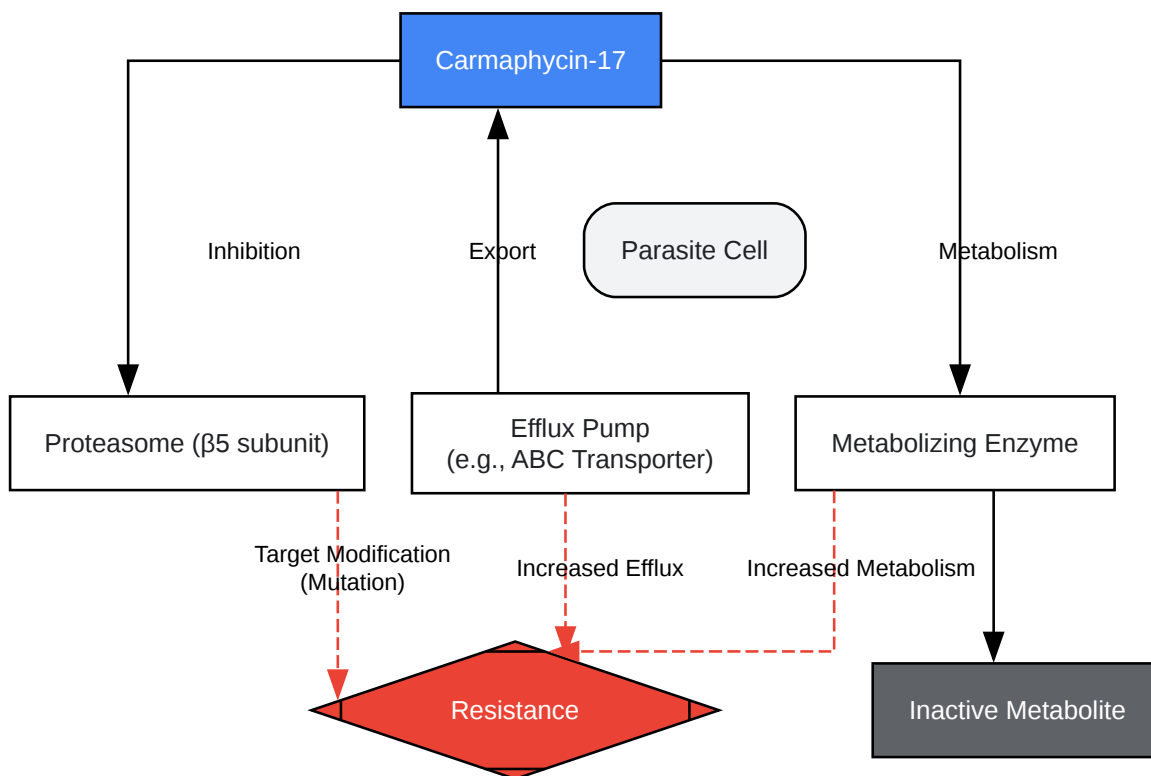 Carmaphycin-17
Inhibition
Export
Parasite Cell
Metabolism
Proteasome (β5 subunit)
Efflux Pump
(e.g., ABC Transporter)
Metabolizing Enzyme
Target Modification
(Mutation)
Increased Efflux
Increased Metabolism
Resistance
Inactive Metabolite